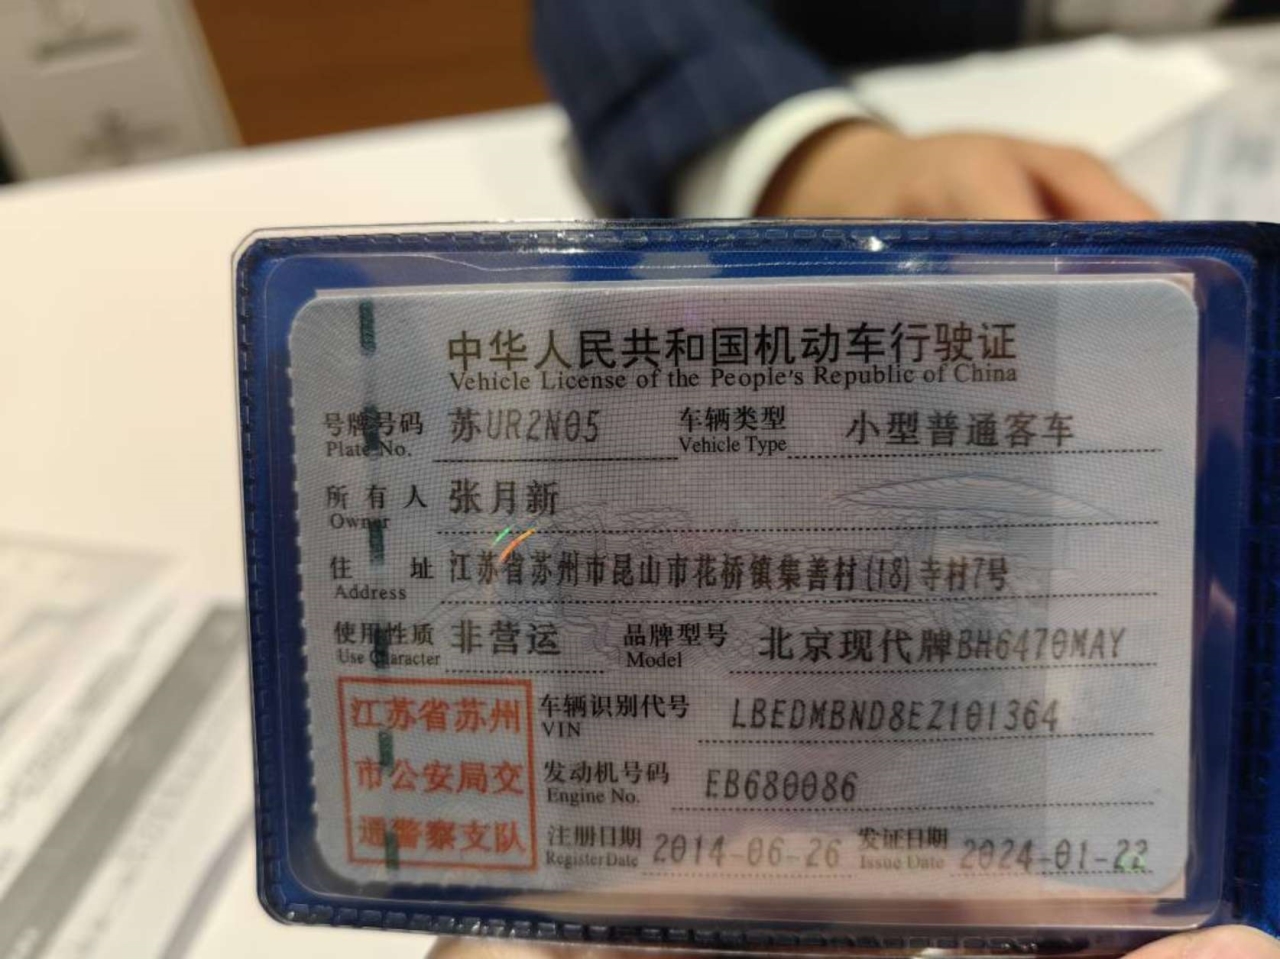 中华人民共和国机动车行驶证
Vehicle License of the People's Republic of China
号牌号码 苏UR2N05 车辆类型 小型普通客车
Plate No. Vehicle Type
所有人 张月新
Owner
住址 江苏省苏州市昆山市花桥镇集善村(18)寺村7号
Address
使用性质 非营运 品牌型号 北京现代牌BH6470MAY
Use Character Model
江苏省苏州
市公安局交
通警察支队
车辆识别代号 LBEDMBND8EZ101364
VIN
发动机号码 EB680086
Engine No.
注册日期 2014-06-26 发证日期 2024-01-22
Register Date Issue Date